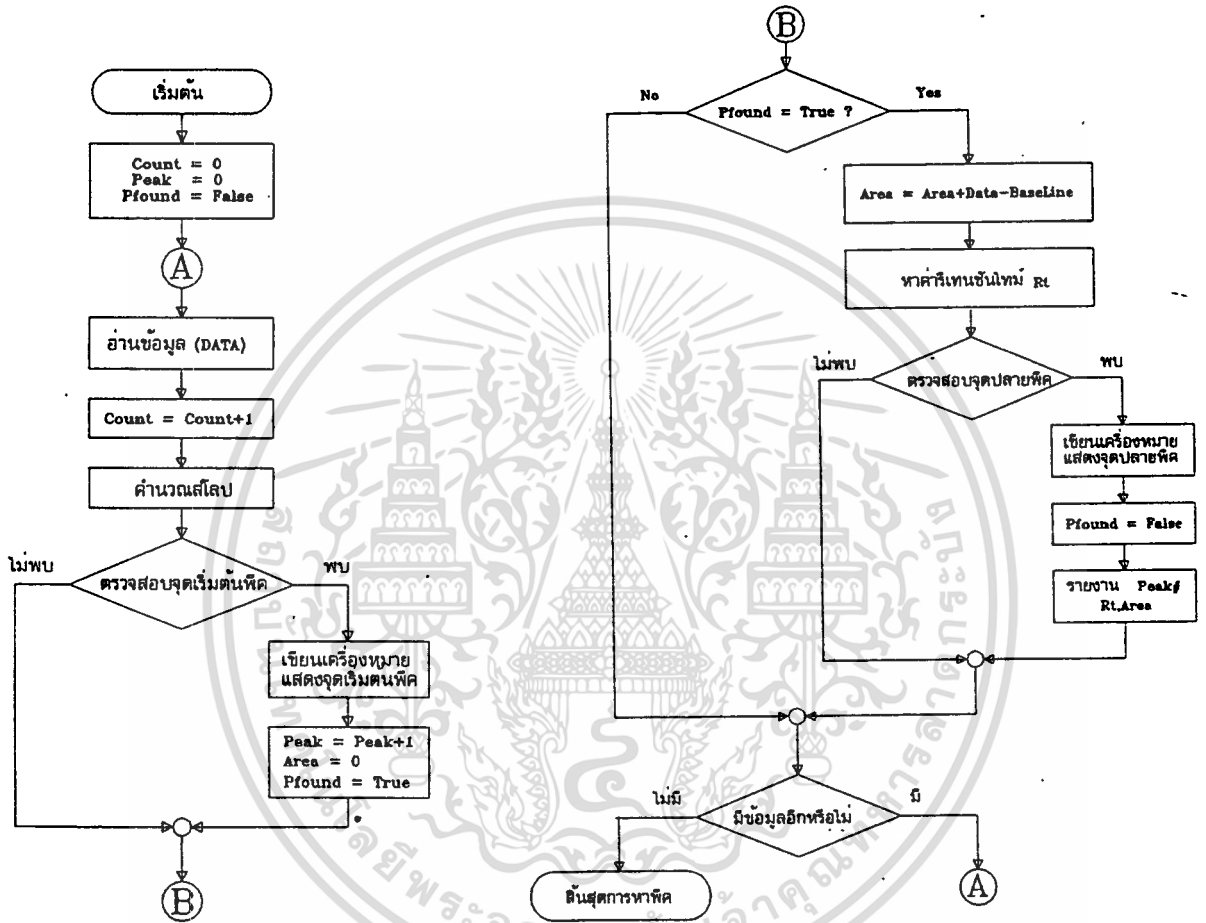 เริ่มต้น
Count = 0
Peak = 0
Pfound = False
A
อ่านข้อมูล (DATA)
Count = Count+1
คำนวณสโลป
ตรวจสอบจุดเริ่มต้นพีค
ไม่พบ
พบ
เขียนเครื่องหมาย
แสดงจุดเริ่มต้นพีค
Peak = Peak+1
Area = 0
Pfound = True
B
B
Pfound = True ?
No
Yes
Area = Area+Data-BaseLine
หาค่ารีเทนชันไทม์ Rt
ตรวจสอบจุดปลายพีค
ไม่พบ
พบ
เขียนเครื่องหมาย
แสดงจุดปลายพีค
Pfound = False
รายงาน Peak#
Rt,Area
มีข้อมูลอีกหรือไม่
ไม่มี
มี
สิ้นสุดการหาพีค
A